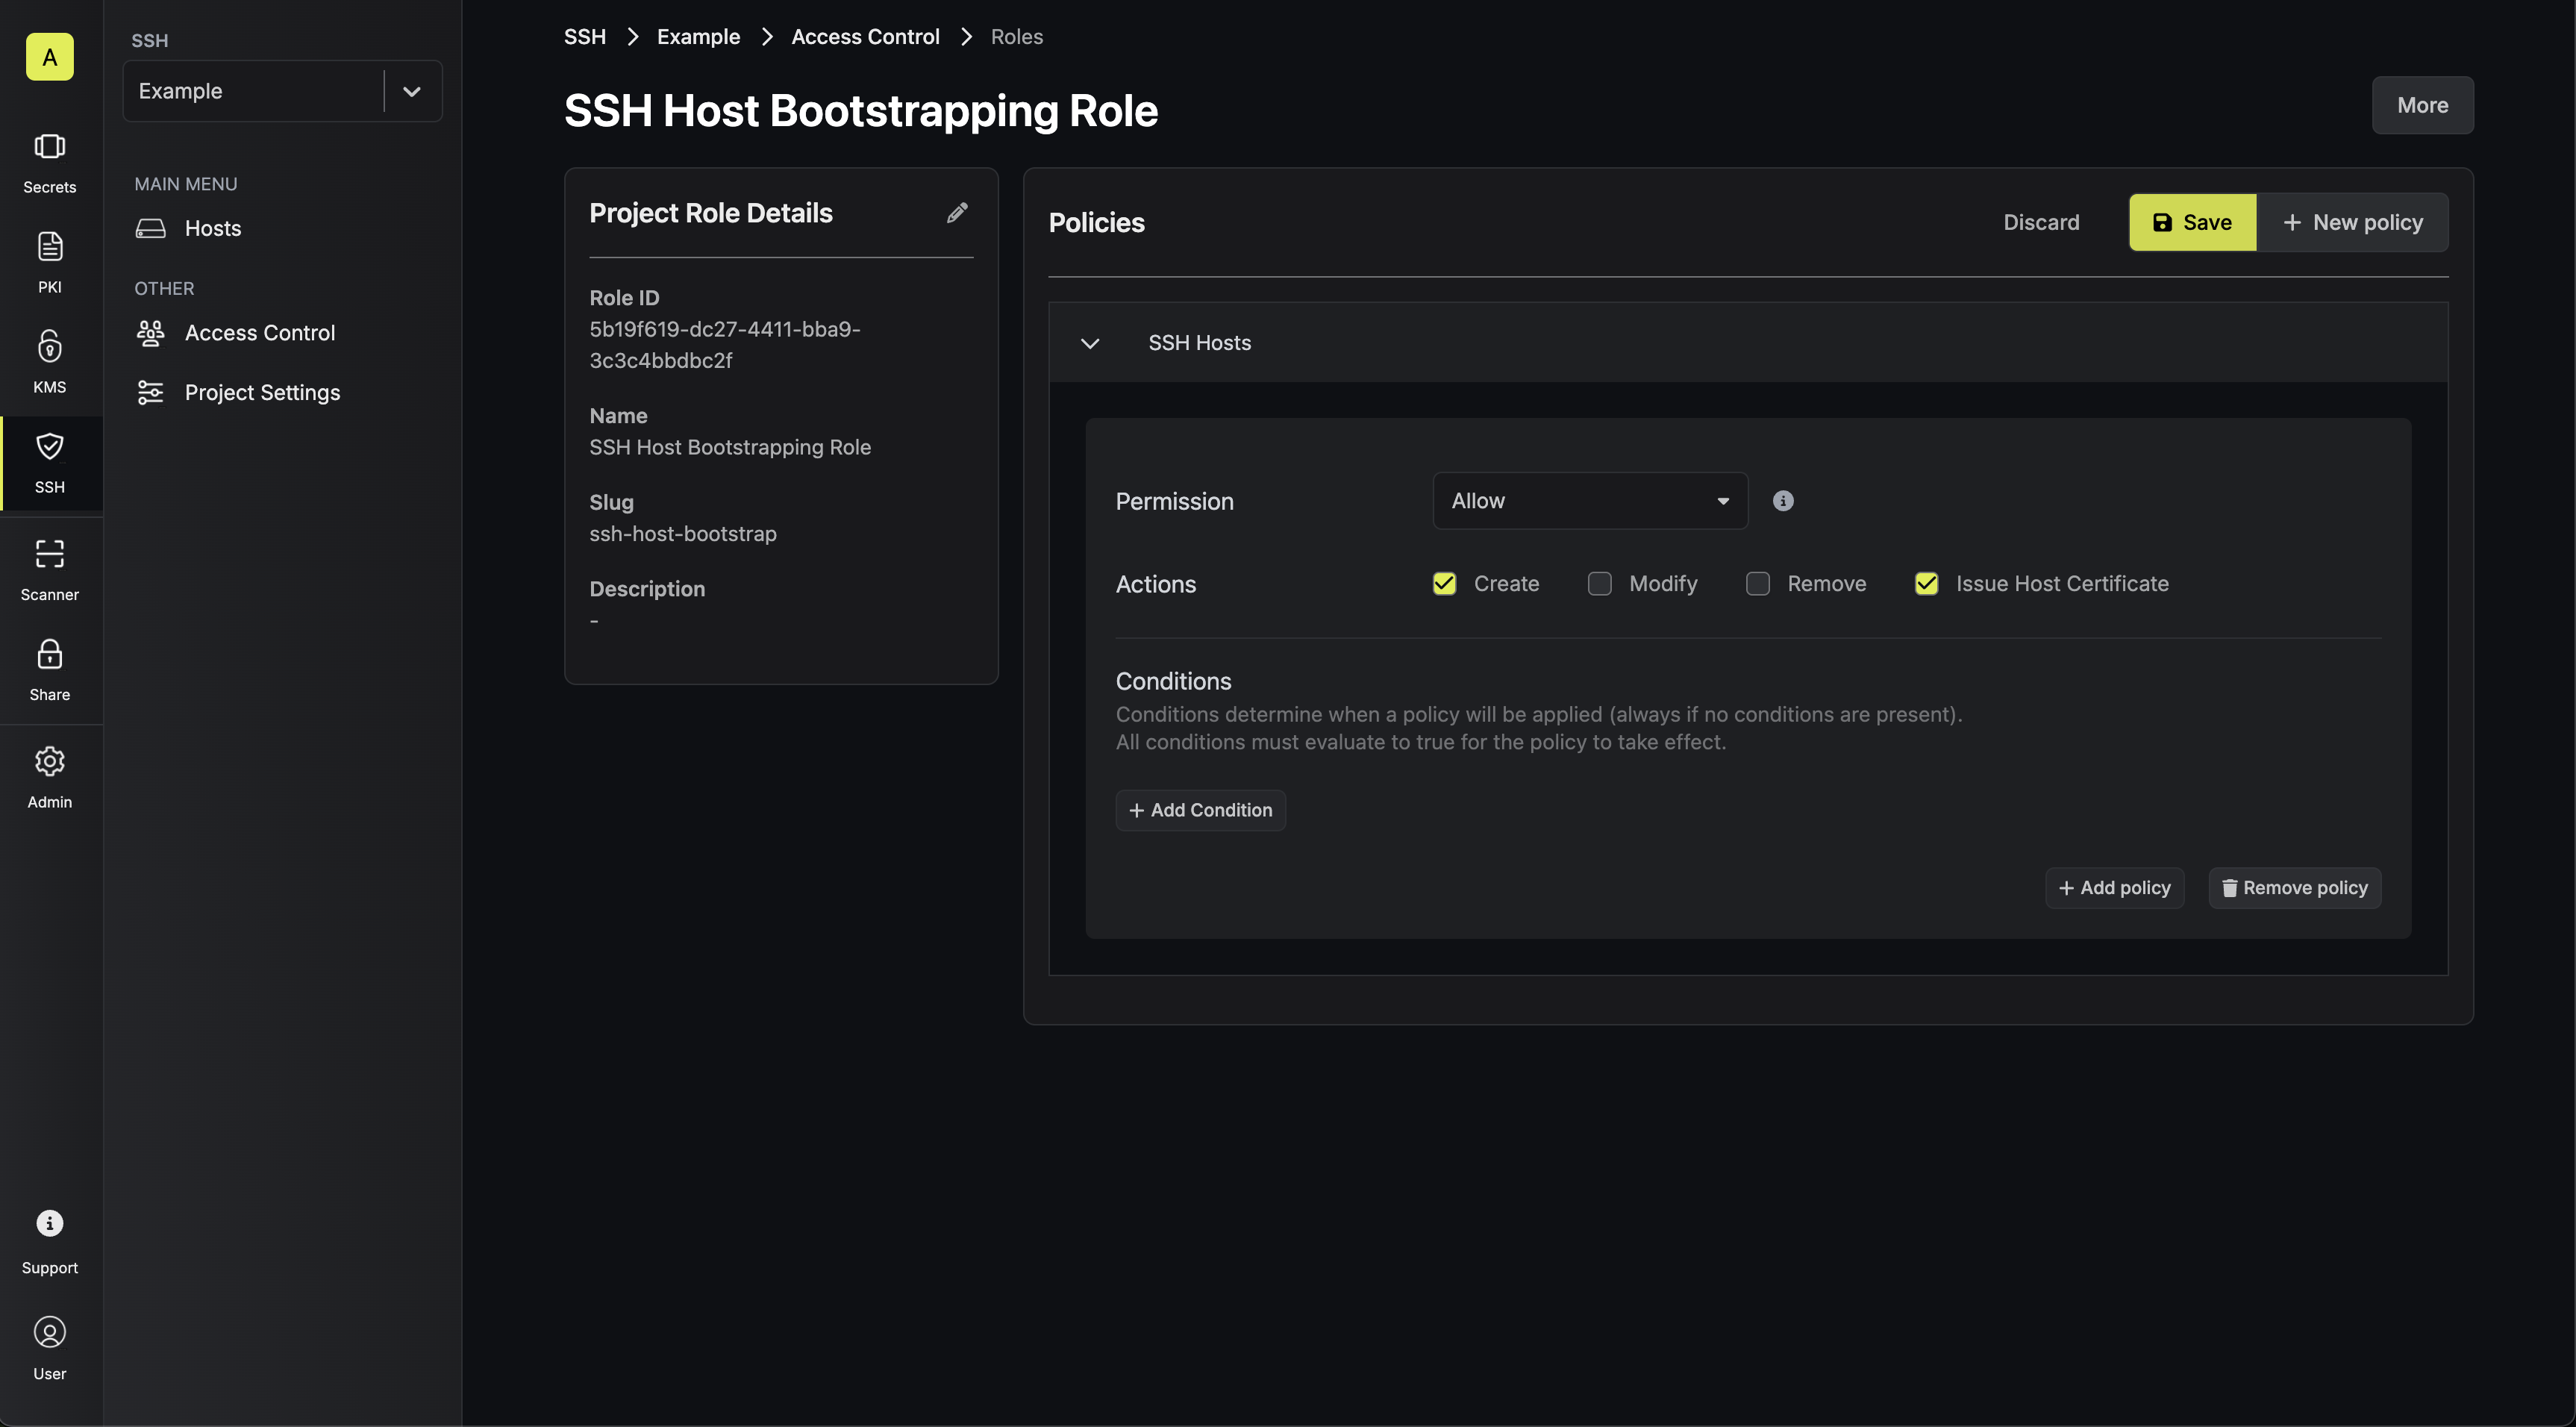 A
Secrets
PKI
KMS
SSH
Scanner
Share
Admin
Support
User
SSH
Example
MAIN MENU
Hosts
OTHER
Access Control
Project Settings
SSH > Example > Access Control > Roles
SSH Host Bootstrapping Role
More
Project Role Details
Role ID
5b19f619-dc27-4411-bba9-
3c3c4bbdbc2f
Name
SSH Host Bootstrapping Role
Slug
ssh-host-bootstrap
Description
-
Policies
Discard
Save
+ New policy
SSH Hosts
Permission
Allow
Actions
Create
Modify
Remove
Issue Host Certificate
Conditions
Conditions determine when a policy will be applied (always if no conditions are present).
All conditions must evaluate to true for the policy to take effect.
+ Add Condition
+ Add policy
Remove policy